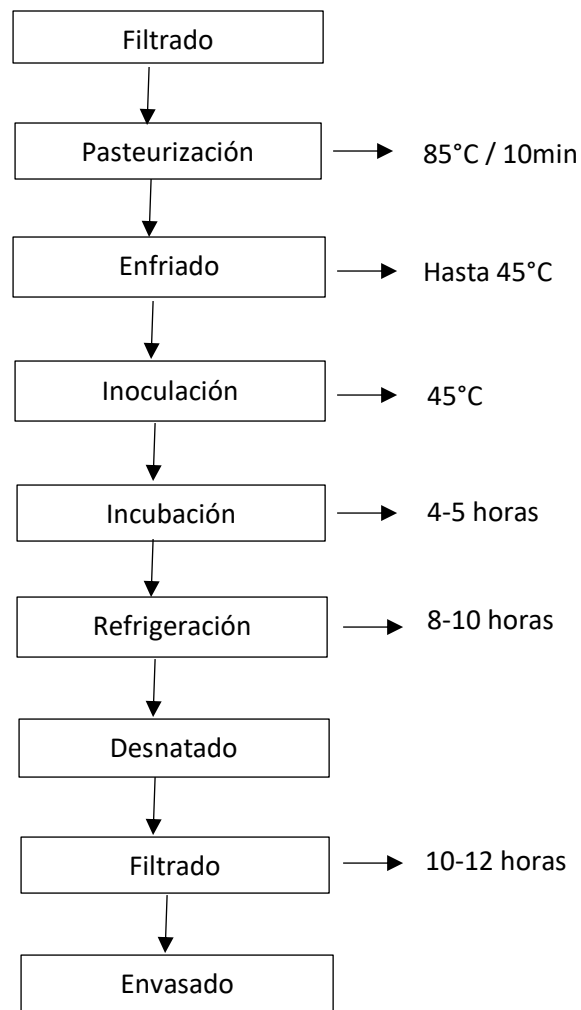 Filtrado
Pasteurización
85°C / 10min
Enfriado
Hasta 45°C
Inoculación
45°C
Incubación
4-5 horas
Refrigeración
8-10 horas
Desnatado
Filtrado
10-12 horas
Envasado